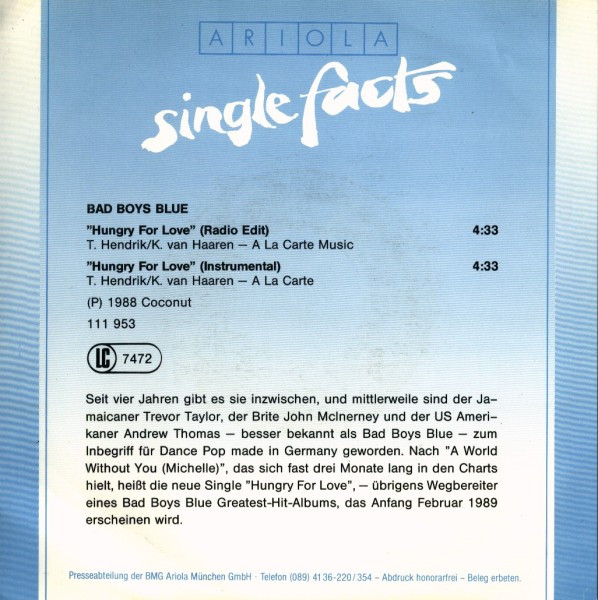 ARIOLA
single facts
BAD BOYS BLUE
"Hungry For Love" (Radio Edit) 4:33
T. Hendrik/K. van Haaren – A La Carte Music
"Hungry For Love" (Instrumental) 4:33
T. Hendrik/K. van Haaren – A La Carte
(P) 1988 Coconut
111 953
LC 7472
Seit vier Jahren gibt es sie inzwischen, und mittlerweile sind der Ja-
maicaner Trevor Taylor, der Brite John McInerney und der US Ameri-
kaner Andrew Thomas – besser bekannt als Bad Boys Blue – zum
Inbegriff für Dance Pop made in Germany geworden. Nach "A World
Without You (Michelle)", das sich fast drei Monate lang in den Charts
hielt, heißt die neue Single "Hungry For Love", – übrigens Wegbereiter
eines Bad Boys Blue Greatest-Hit-Albums, das Anfang Februar 1989
erscheinen wird.
Presseabteilung der BMG Ariola München GmbH · Telefon (089) 41 36-220 / 354 – Abdruck honorarfrei – Beleg erbeten.